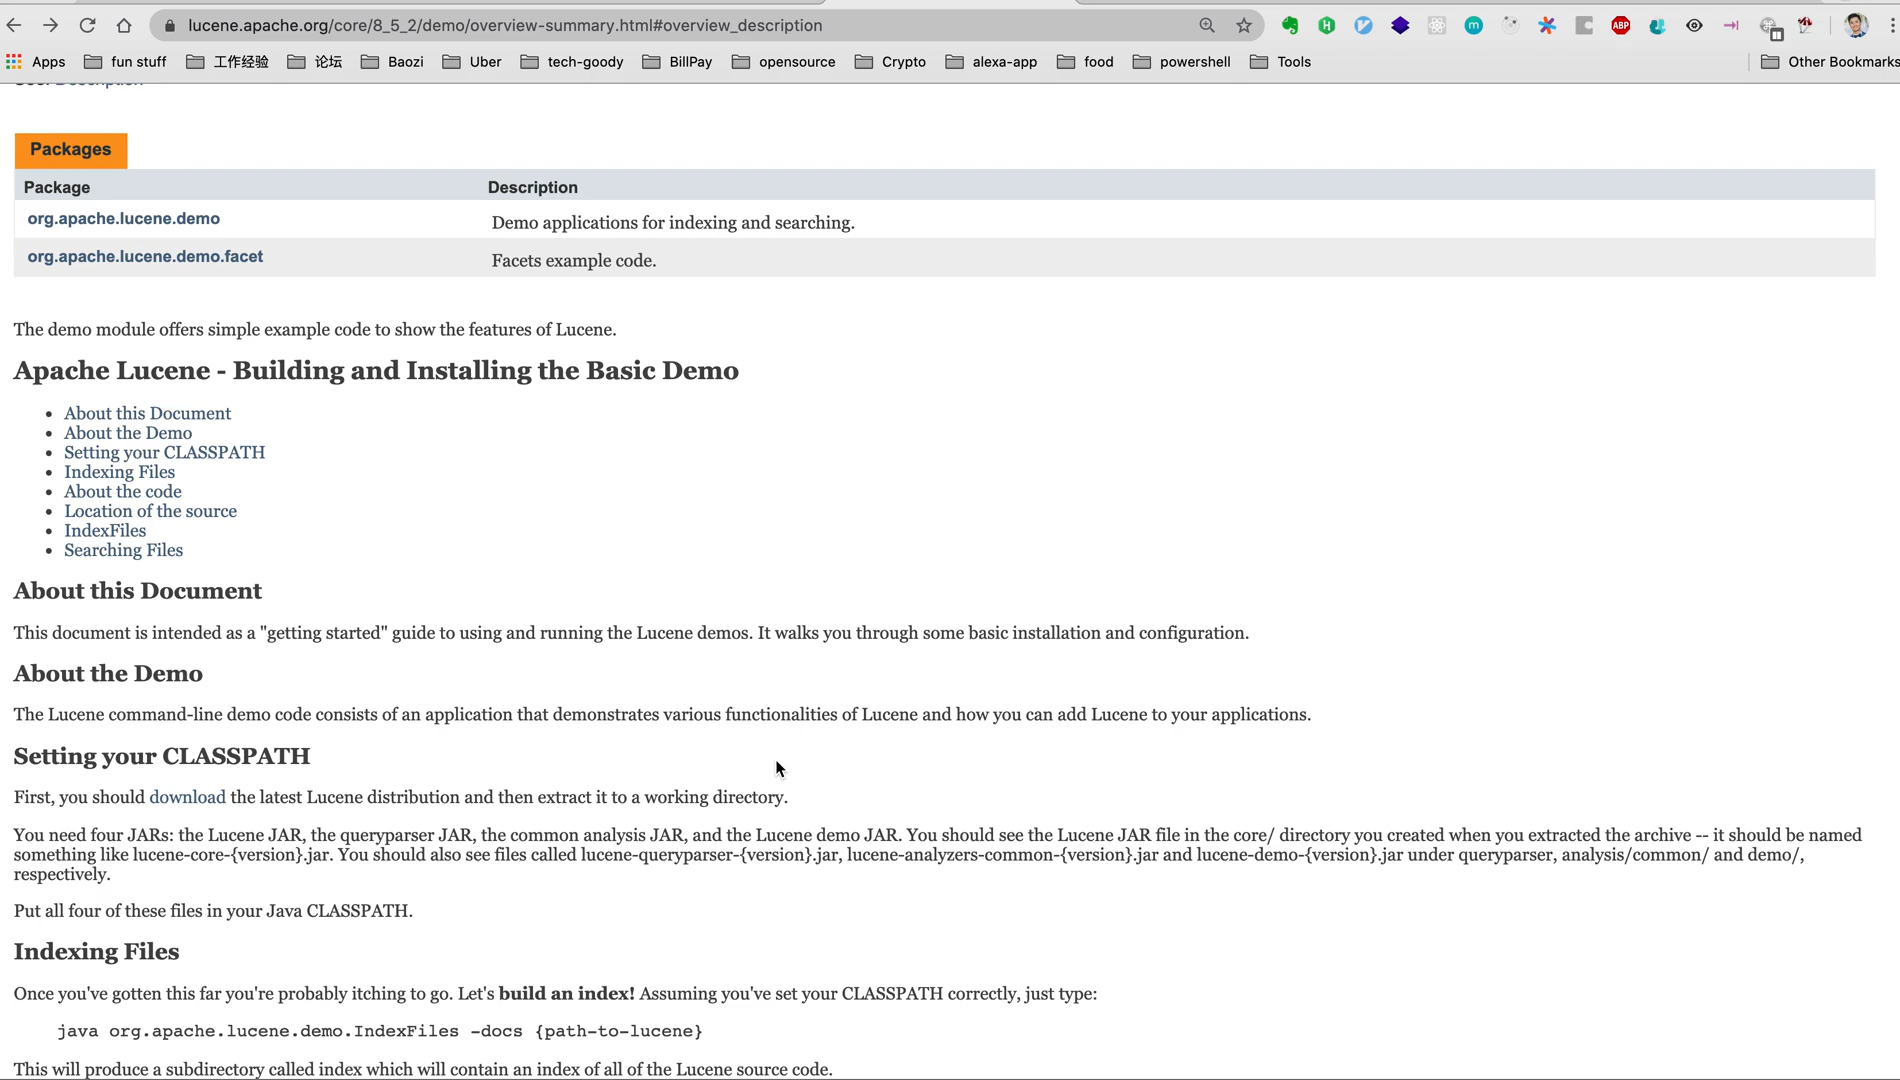 lucene.apache.org/core/8_5_2/demo/overview-summary.html#overview_description
Apps fun stuff 工作经验 论坛 Baozi Uber tech-goody BillPay opensource Crypto alexa-app food powershell Tools Other Bookmarks
Packages
Package Description
org.apache.lucene.demo Demo applications for indexing and searching.
org.apache.lucene.demo.facet Facets example code.
The demo module offers simple example code to show the features of Lucene.
Apache Lucene - Building and Installing the Basic Demo
• About this Document
• About the Demo
• Setting your CLASSPATH
• Indexing Files
• About the code
• Location of the source
• IndexFiles
• Searching Files
About this Document
This document is intended as a "getting started" guide to using and running the Lucene demos. It walks you through some basic installation and configuration.
About the Demo
The Lucene command-line demo code consists of an application that demonstrates various functionalities of Lucene and how you can add Lucene to your applications.
Setting your CLASSPATH
First, you should download the latest Lucene distribution and then extract it to a working directory.
You need four JARs: the Lucene JAR, the queryparser JAR, the common analysis JAR, and the Lucene demo JAR. You should see the Lucene JAR file in the core/ directory you created when you extracted the archive -- it should be named
something like lucene-core-{version}.jar. You should also see files called lucene-queryparser-{version}.jar, lucene-analyzers-common-{version}.jar and lucene-demo-{version}.jar under queryparser, analysis/common/ and demo/,
respectively.
Put all four of these files in your Java CLASSPATH.
Indexing Files
Once you've gotten this far you're probably itching to go. Let's build an index! Assuming you've set your CLASSPATH correctly, just type:
java org.apache.lucene.demo.IndexFiles -docs {path-to-lucene}
This will produce a subdirectory called index which will contain an index of all of the Lucene source code.